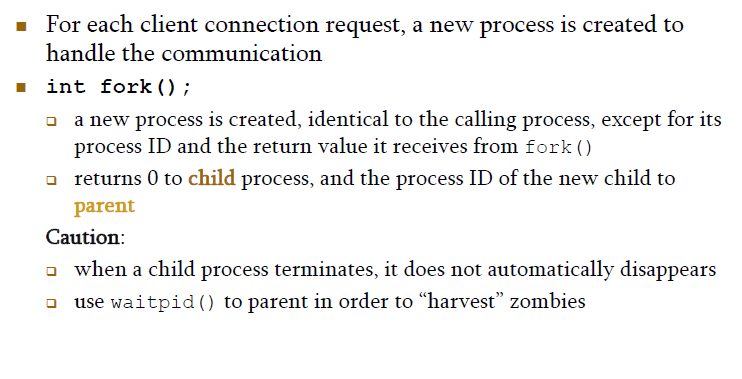 For each client connection request, a new process is created to
handle the communication
int fork();
a new process is created, identical to the calling process, except for its
process ID and the return value it receives from fork()
returns 0 to child process, and the process ID of the new child to
parent
Caution:
when a child process terminates, it does not automatically disappears
use waitpid() to parent in order to “harvest” zombies